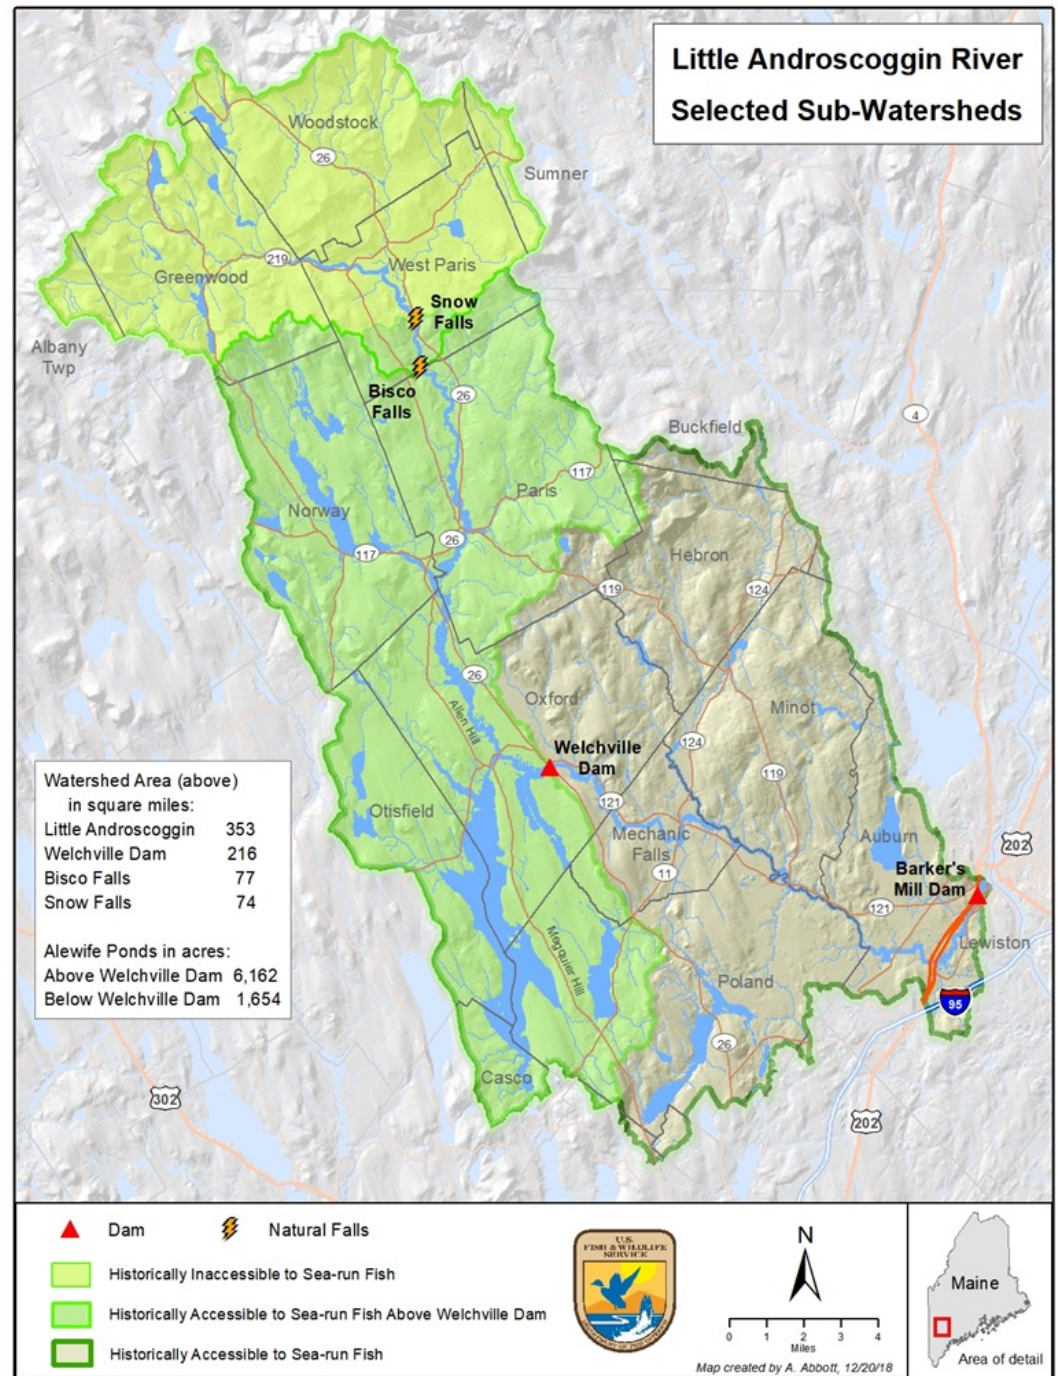 Little Androscoggin River
Selected Sub-Watersheds
Woodstock
26
Sumner
219
West Paris
Greenwood
Snow
Falls
Albany
Twp
Bisco
Falls
26
4
Buckfield
117
Paris
Norway
26
117
Hebron
119
124
26
Oxford
Allen Hill
Minot
124
Welchville
Dam
119
121
Watershed Area (above)
in square miles:
Little Androscoggin 353
Welchville Dam 216
Bisco Falls 77
Snow Falls 74
Alewife Ponds in acres:
Above Welchville Dam 6,162
Below Welchville Dam 1,654
Otisfield
Mechanic
Falls
11
Auburn
202
Barker's
Mill Dam
121
Lewiston
Megquier Hill
Poland
95
26
Casco
302
202
Dam
Natural Falls
Historically Inaccessible to Sea-run Fish
Historically Accessible to Sea-run Fish Above Welchville Dam
Historically Accessible to Sea-run Fish
U.S.
FISH & WILDLIFE
SERVICE
N
0 1 2 3 4
Miles
Map created by A. Abbott, 12/20/18
Maine
Area of detail